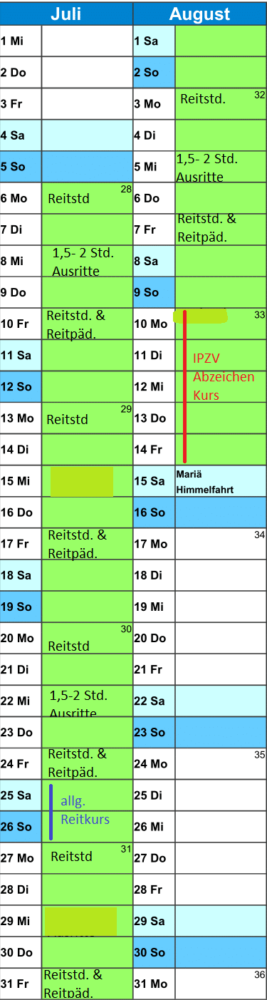 Juli
1 Mi
2 Do
3 Fr
4 Sa
5 So
6 Mo Reitstd 28
7 Di
8 Mi 1,5- 2 Std.
Ausritte
9 Do
10 Fr Reitstd. &
Reitpäd.
11 Sa
12 So
13 Mo Reitstd 29
14 Di
15 Mi
16 Do
17 Fr Reitstd. &
Reitpäd.
18 Sa
19 So
20 Mo Reitstd 30
21 Di
22 Mi 1,5-2 Std.
Ausritte
23 Do
24 Fr Reitstd. &
Reitpäd.
25 Sa allg.
26 So Reitkurs
27 Mo Reitstd 31
28 Di
29 Mi
30 Do
31 Fr Reitstd. &
Reitpäd.
August
1 Sa
2 So
3 Mo Reitstd. 32
4 Di
5 Mi 1,5- 2 Std.
Ausritte
6 Do
7 Fr Reitstd. &
Reitpäd.
8 Sa
9 So
10 Mo 33
11 Di IPZV
12 Mi Abzeichen
Kurs
13 Do
14 Fr
15 Sa Mariä
Himmelfahrt
16 So
17 Mo 34
18 Di
19 Mi
20 Do
21 Fr
22 Sa
23 So
24 Mo 35
25 Di
26 Mi
27 Do
28 Fr
29 Sa
30 So
31 Mo 36